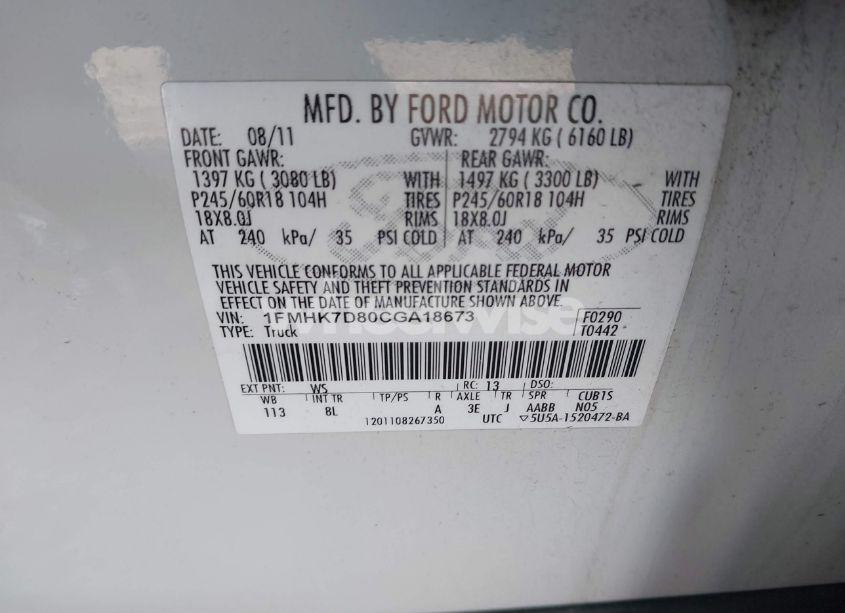 MFD. BY FORD MOTOR CO.
DATE: 08/11 GVWR: 2794 KG ( 6160 LB)
FRONT GAWR: REAR GAWR:
1397 KG ( 3080 LB) WITH 1497 KG ( 3300 LB) WITH
P245/60R18 104H TIRES P245/60R18 104H TIRES
18X8.0J RIMS 18X8.0J RIMS
AT 240 kPa/ 35 PSI COLD AT 240 kPa/ 35 PSI COLD
THIS VEHICLE CONFORMS TO ALL APPLICABLE FEDERAL MOTOR
VEHICLE SAFETY AND THEFT PREVENTION STANDARDS IN
EFFECT ON THE DATE OF MANUFACTURE SHOWN ABOVE.
VIN: 1FMHK7D80CGA18673 F0290
TYPE: Truck T0442
EXT PNT: WS RC: 13 DSO:
WB INT TR TP/PS R AXLE TR SPR CUB1S
113 8L A 3E J AABB N05
1201108267350 UTC ▽5U5A-1520472-BA